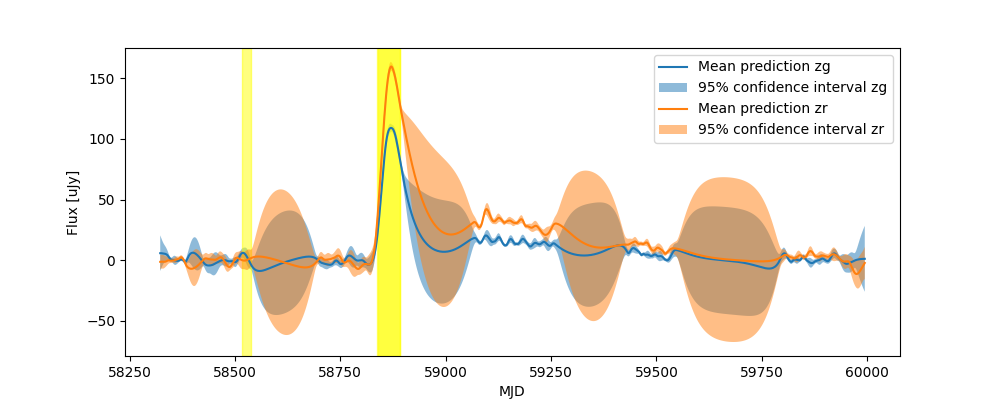 Mean prediction zg
95% confidence interval zg
Mean prediction zr
95% confidence interval zr
150
100
50
0
−50
Flux [uJy]
58250 58500 58750 59000 59250 59500 59750 60000
MJD